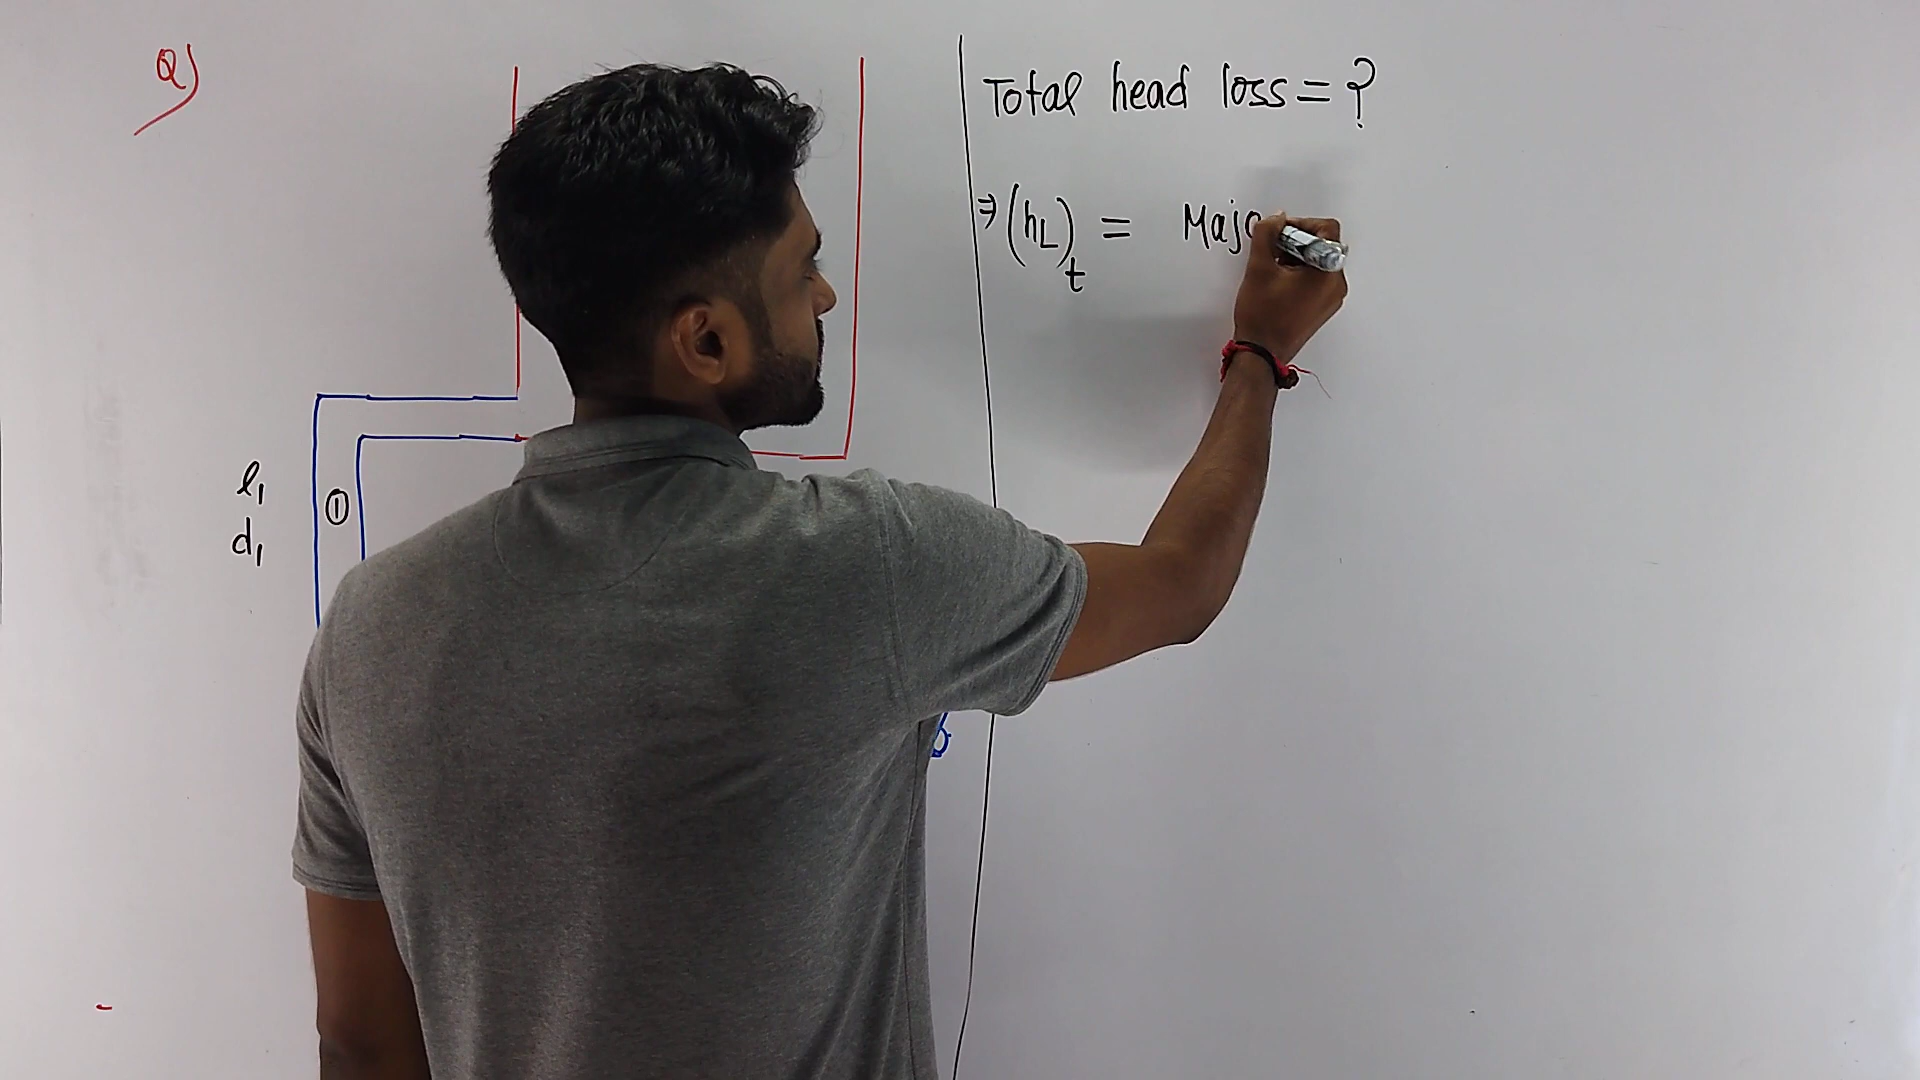 Q)
Total head loss = ?
⇒ (hL)t = Majo
l1
①
d1